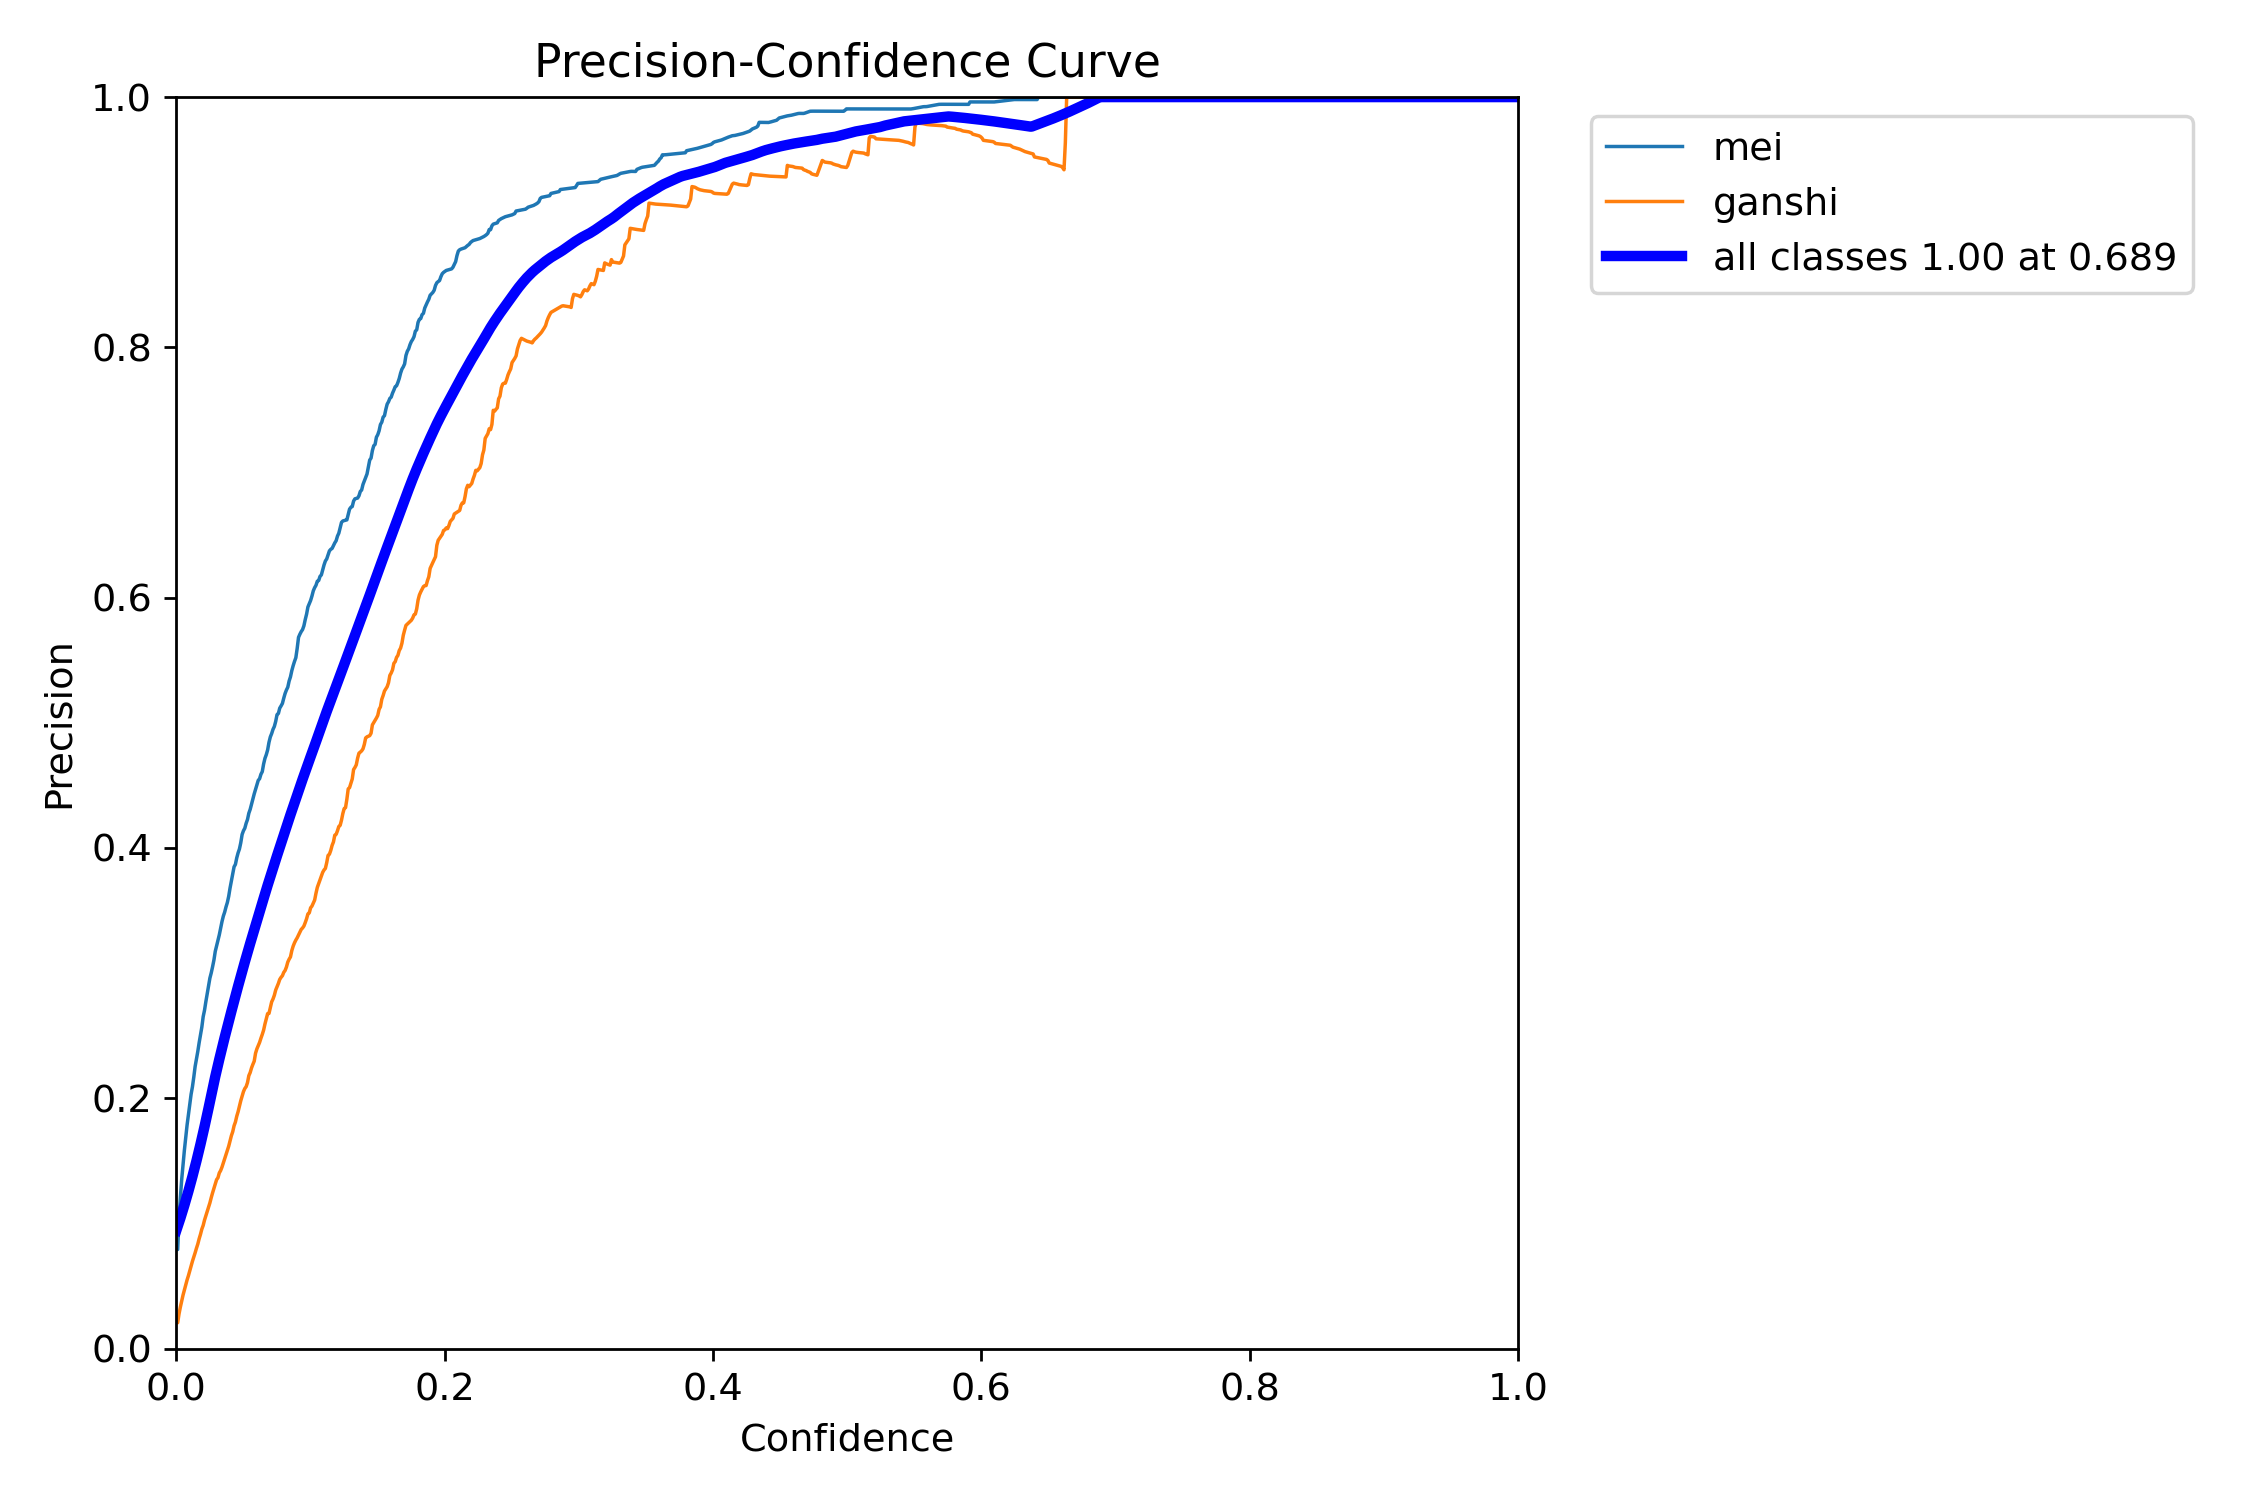 Precision-Confidence Curve
1.0
0.8
0.6
0.4
0.2
0.0
Precision
0.0 0.2 0.4 0.6 0.8 1.0
Confidence
mei
ganshi
all classes 1.00 at 0.689